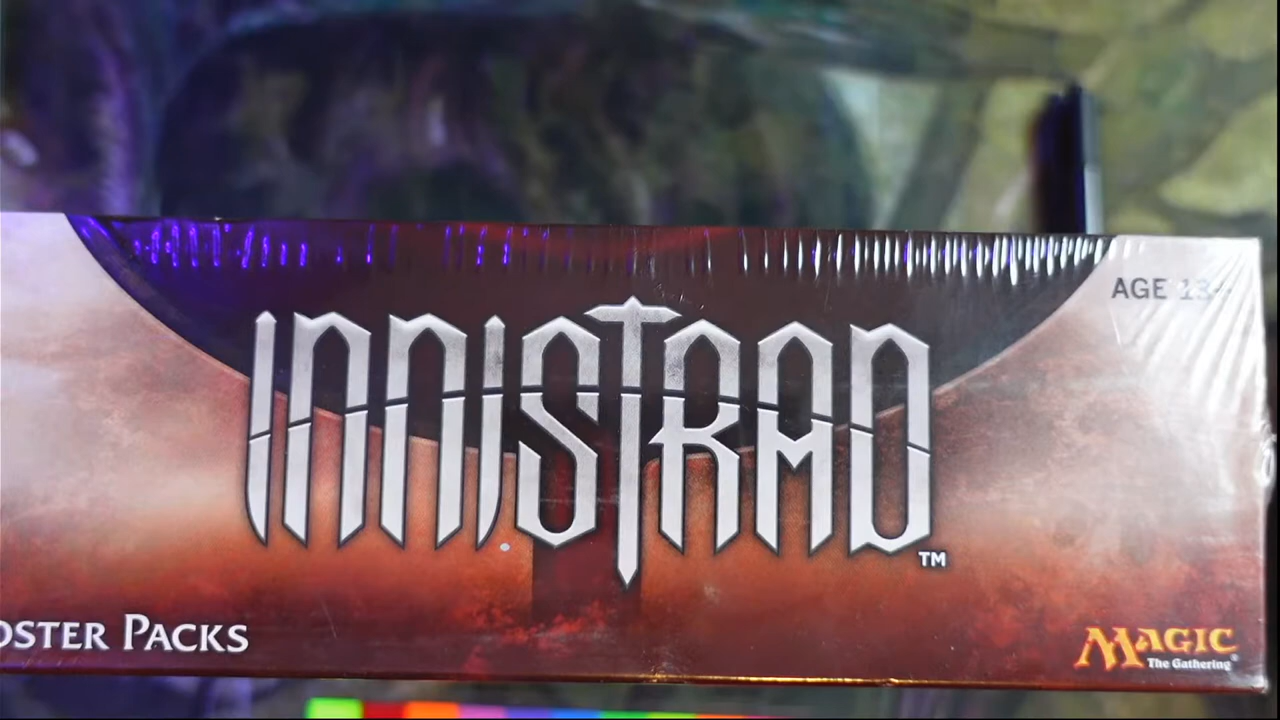 AGE 13+
INNISTRAD™
OSTER PACKS
MAGIC
The Gathering®